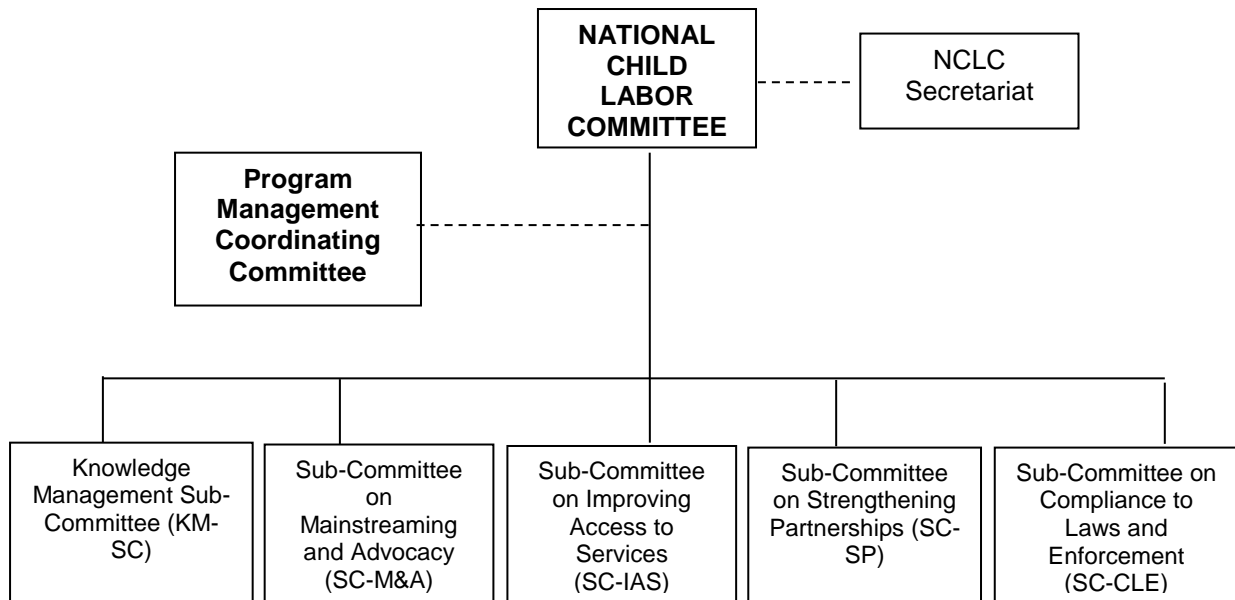 NATIONAL
CHILD
LABOR
COMMITTEE
NCLC
Secretariat
Program
Management
Coordinating
Committee
Knowledge
Management Sub-
Committee (KM-
SC)
Sub-Committee
on
Mainstreaming
and Advocacy
(SC-M&A)
Sub-Committee
on Improving
Access to
Services
(SC-IAS)
Sub-Committee
on Strengthening
Partnerships (SC-
SP)
Sub-Committee on
Compliance to
Laws and
Enforcement
(SC-CLE)